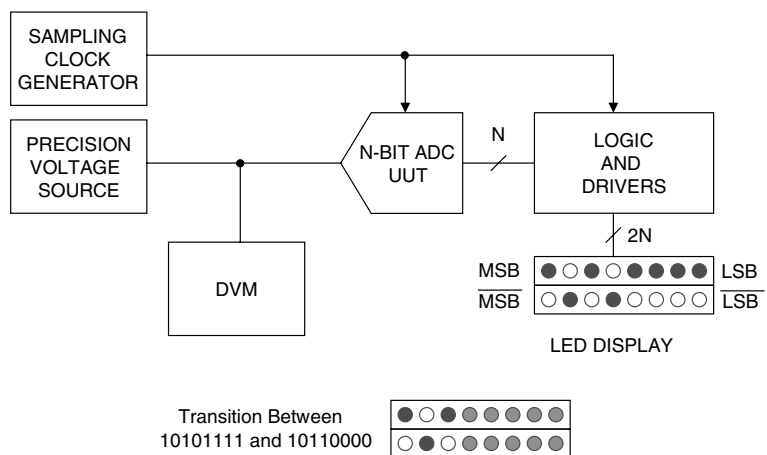 SAMPLING
CLOCK
GENERATOR
PRECISION
VOLTAGE
SOURCE
N-BIT ADC
UUT
N
LOGIC
AND
DRIVERS
2N
DVM
MSB
LSB
MSB
LSB
LED DISPLAY
Transition Between
10101111 and 10110000